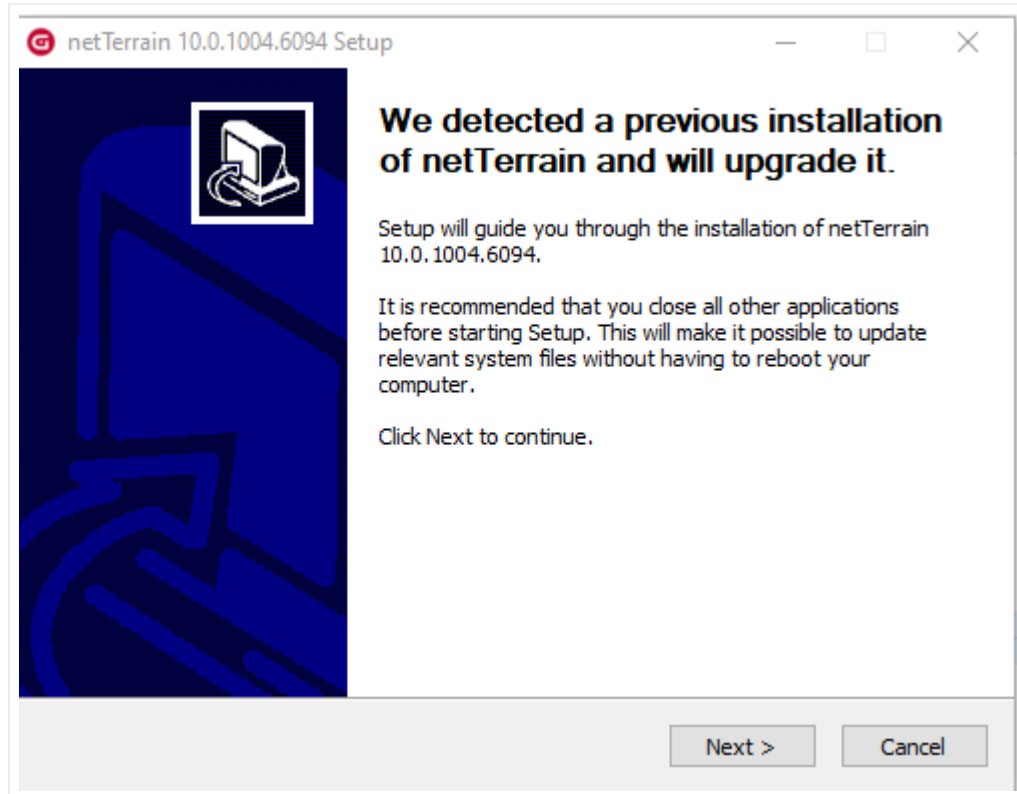 netTerrain 10.0.1004.6094 Setup
We detected a previous installation
of netTerrain and will upgrade it.
Setup will guide you through the installation of netTerrain
10.0.1004.6094.
It is recommended that you close all other applications
before starting Setup. This will make it possible to update
relevant system files without having to reboot your
computer.
Click Next to continue.
Next >
Cancel